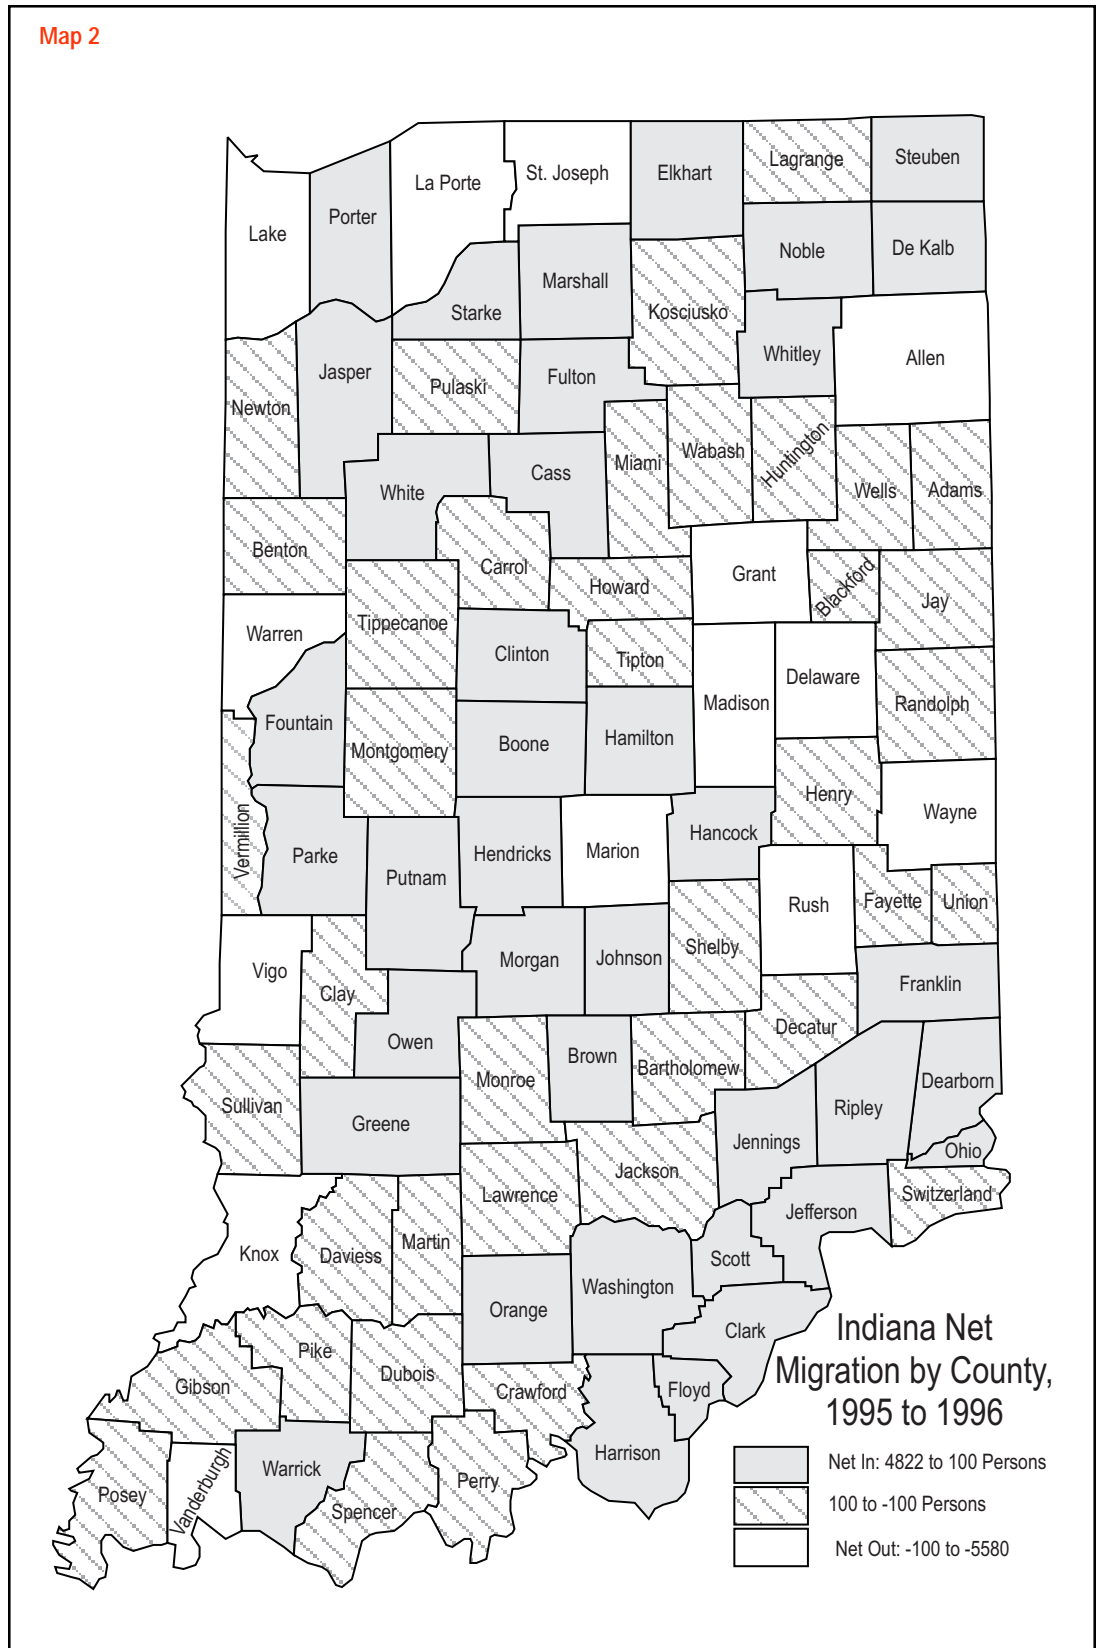 Map 2
Lagrange
Steuben
Elkhart
St. Joseph
La Porte
Porter
Lake
Noble
De Kalb
Marshall
Starke
Kosciusko
Whitley
Allen
Jasper
Fulton
Pulaski
Newton
Wabash
Huntington
Miami
Cass
White
Wells
Adams
Benton
Carrol
Howard
Grant
Blackford
Jay
Tippecanoe
Warren
Clinton
Tipton
Delaware
Madison
Randolph
Fountain
Montgomery
Boone
Hamilton
Henry
Wayne
Vermillion
Parke
Putnam
Hendricks
Marion
Hancock
Rush
Fayette
Union
Shelby
Morgan
Johnson
Vigo
Clay
Franklin
Decatur
Owen
Brown
Bartholomew
Monroe
Dearborn
Sullivan
Greene
Ripley
Jennings
Ohio
Jackson
Lawrence
Switzerland
Jefferson
Knox
Daviess
Martin
Scott
Washington
Orange
Clark
Indiana Net
Migration by County,
1995 to 1996
Pike
Dubois
Gibson
Crawford
Floyd
Harrison
Warrick
Perry
Posey
Vanderburgh
Spencer
Net In: 4822 to 100 Persons
100 to -100 Persons
Net Out: -100 to -5580